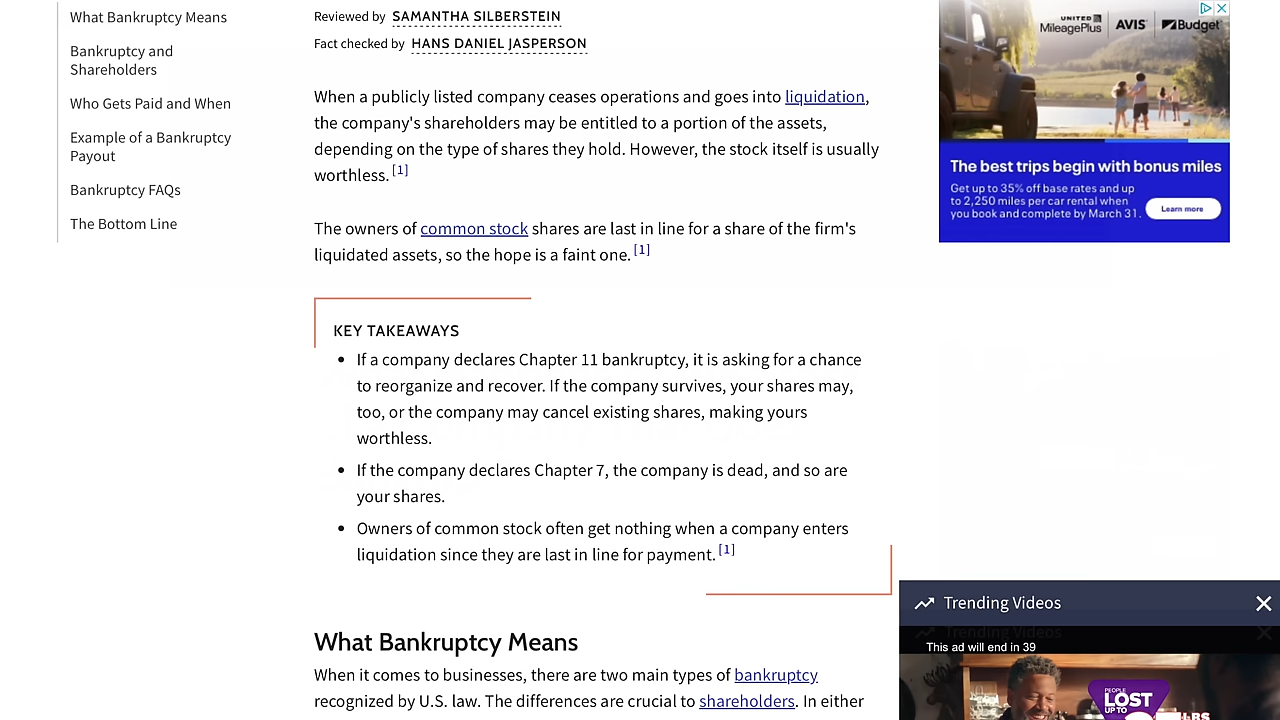 What Bankruptcy Means
Bankruptcy and
Shareholders
Who Gets Paid and When
Example of a Bankruptcy
Payout
Bankruptcy FAQs
The Bottom Line
Reviewed by SAMANTHA SILBERSTEIN
Fact checked by HANS DANIEL JASPERSON
When a publicly listed company ceases operations and goes into liquidation,
the company's shareholders may be entitled to a portion of the assets,
depending on the type of shares they hold. However, the stock itself is usually
worthless. [1]
The owners of common stock shares are last in line for a share of the firm's
liquidated assets, so the hope is a faint one. [1]
KEY TAKEAWAYS
• If a company declares Chapter 11 bankruptcy, it is asking for a chance
to reorganize and recover. If the company survives, your shares may,
too, or the company may cancel existing shares, making yours
worthless.
• If the company declares Chapter 7, the company is dead, and so are
your shares.
• Owners of common stock often get nothing when a company enters
liquidation since they are last in line for payment. [1]
What Bankruptcy Means
When it comes to businesses, there are two main types of bankruptcy
recognized by U.S. law. The differences are crucial to shareholders. In either
UNITED
MileagePlus AVIS Budget
The best trips begin with bonus miles
Get up to 35% off base rates and up
to 2,250 miles per car rental when
you book and complete by March 31.
Learn more
Trending Videos
Trending Videos
This ad will end in 39
PEOPLE
LOST
UP TO
LBS